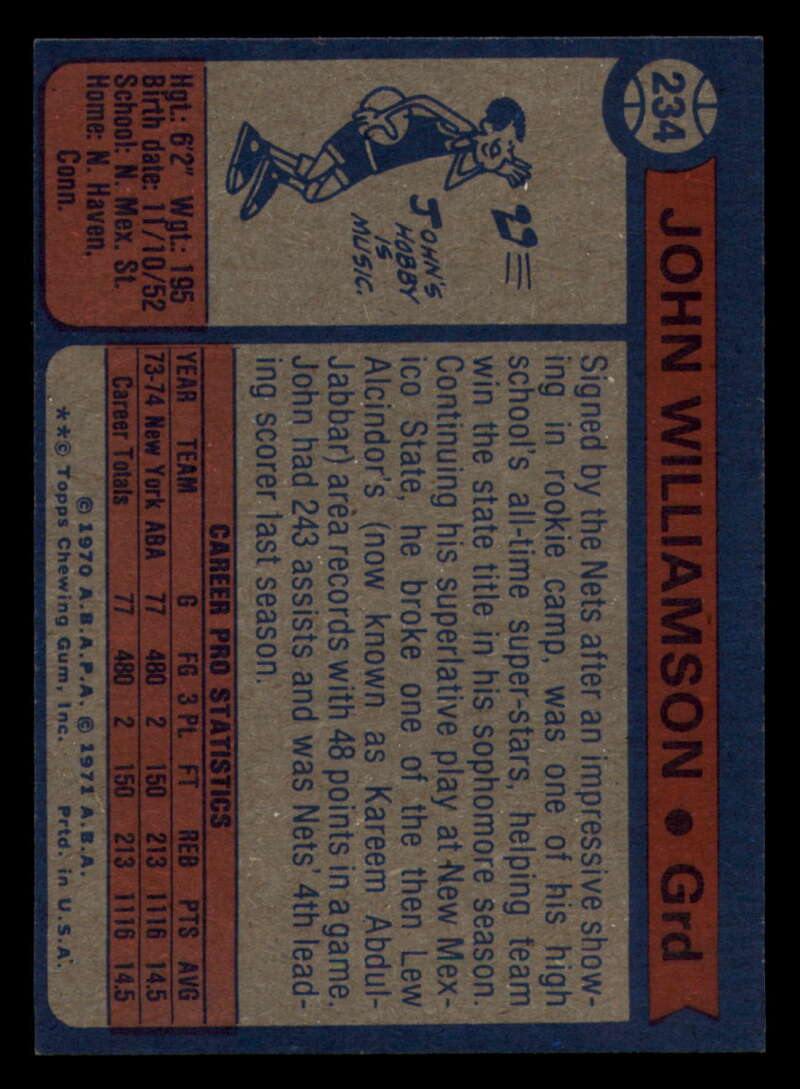 234
JOHN WILLIAMSON • Grd
JOHN'S
HOBBY
IS
MUSIC.
Hgt.: 6'2" Wgt.: 195
Birth date: 11/10/52
School: N. Mex. St.
Home: N. Haven,
Conn.
Signed by the Nets after an impressive show-
ing in rookie camp, was one of his high
school's all-time super-stars, helping team
win the state title in his sophomore season.
Continuing his superlative play at New Mex-
ico State, he broke one of the then Lew
Alcindor's (now known as Kareem Abdul-
Jabbar) area records with 48 points in a game.
John had 243 assists and was Nets' 4th lead-
ing scorer last season.
CAREER PRO STATISTICS
YEAR TEAM G FG 3 PL FT REB PTS AVG
73-74 New York ABA 77 480 2 150 213 1116 14.5
Career Totals 77 480 2 150 213 1116 14.5
© 1970 A.B.A.P.A. © 1971 A.B.A.
**© Topps Chewing Gum, Inc. Prtd. in U.S.A.